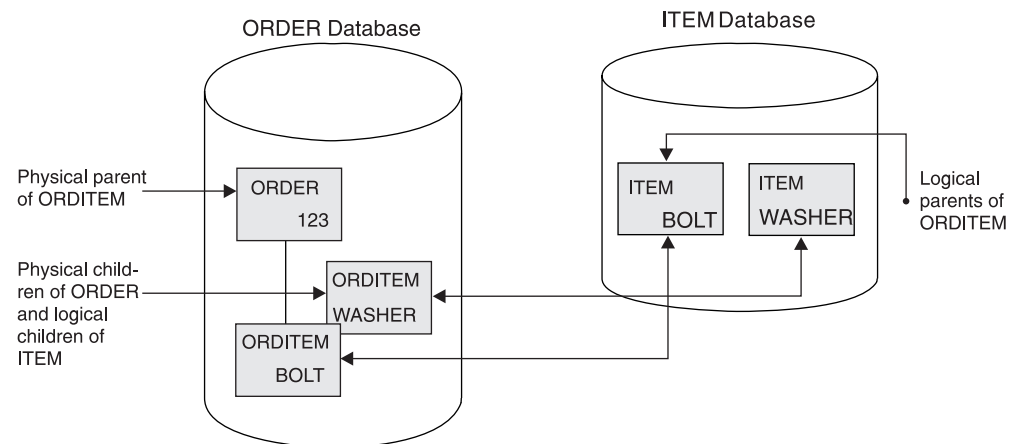 ORDER Database
ITEM Database
Physical parent
of ORDITEM
ORDER
123
ITEM
BOLT
ITEM
WASHER
Logical
parents of
ORDITEM
Physical child-
ren of ORDER
and logical
children of
ITEM
ORDITEM
WASHER
ORDITEM
BOLT